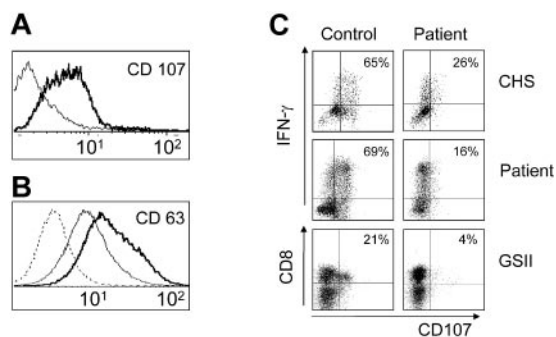 A
CD 107
10¹ 10²
B
CD 63
10¹ 10²
C
Control Patient
65% 26% CHS
IFN-γ
69% 16% Patient
21% 4% GSII
CD8
CD107